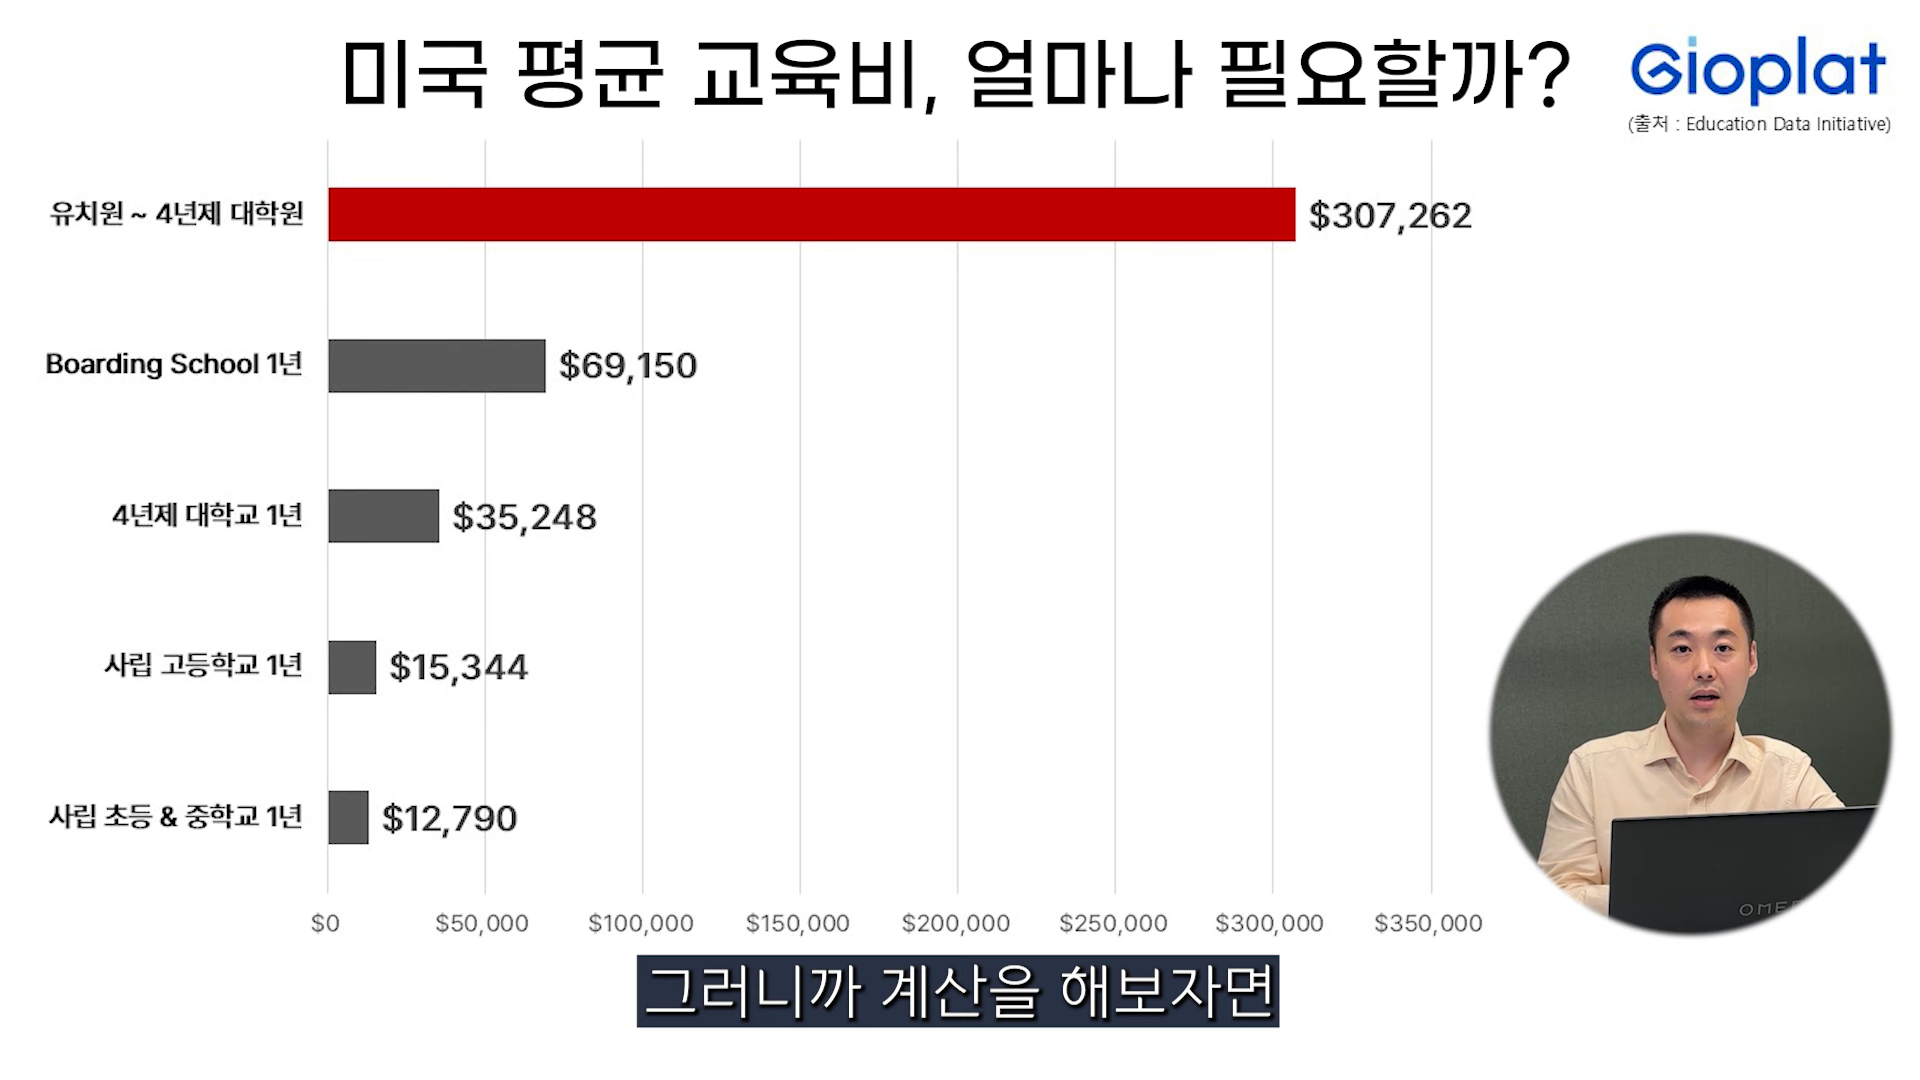 미국 평균 교육비, 얼마나 필요할까?
Gioplat
(출처 : Education Data Initiative)
유치원 ~ 4년제 대학원
$307,262
Boarding School 1년
$69,150
4년제 대학교 1년
$35,248
사립 고등학교 1년
$15,344
사립 초등 & 중학교 1년
$12,790
$0
$50,000
$100,000
$150,000
$200,000
$250,000
$300,000
$350,000
그러니까 계산을 해보자면